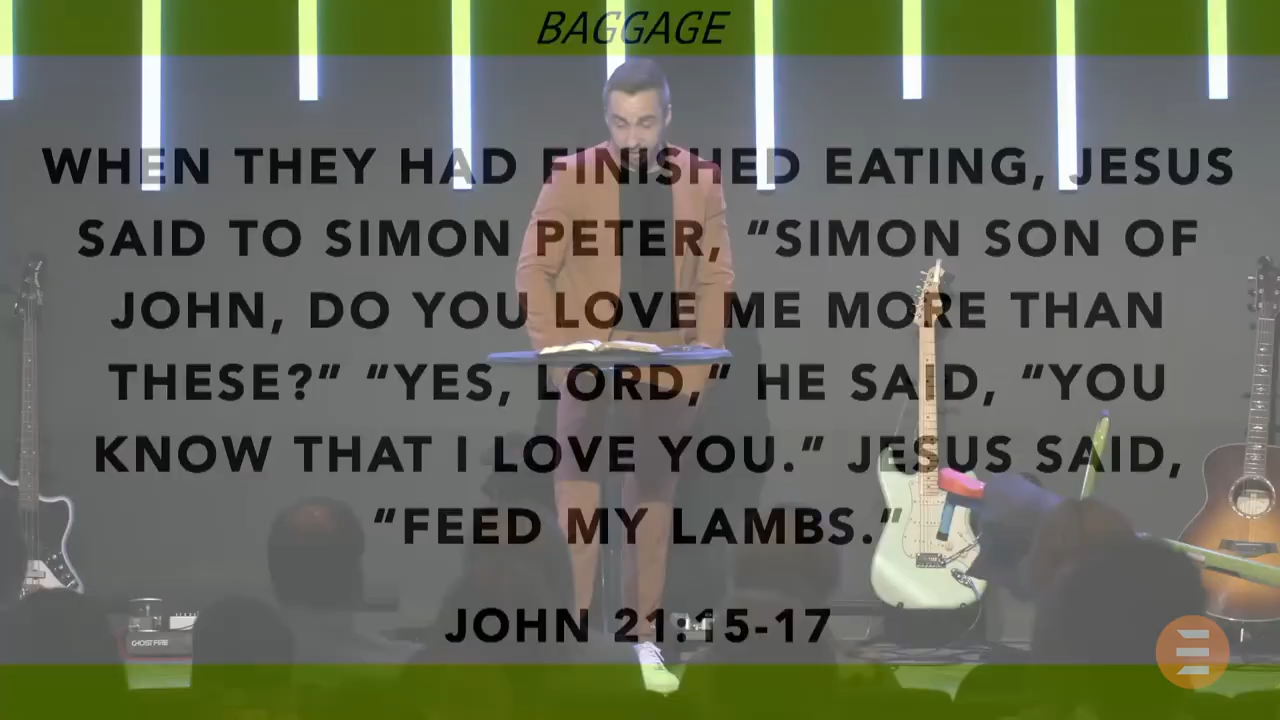 BAGGAGE
WHEN THEY HAD FINISHED EATING, JESUS
SAID TO SIMON PETER, “SIMON SON OF
JOHN, DO YOU LOVE ME MORE THAN
THESE?” “YES, LORD,” HE SAID, “YOU
KNOW THAT I LOVE YOU.” JESUS SAID,
“FEED MY LAMBS.”
JOHN 21:15-17
GHOST FIRE